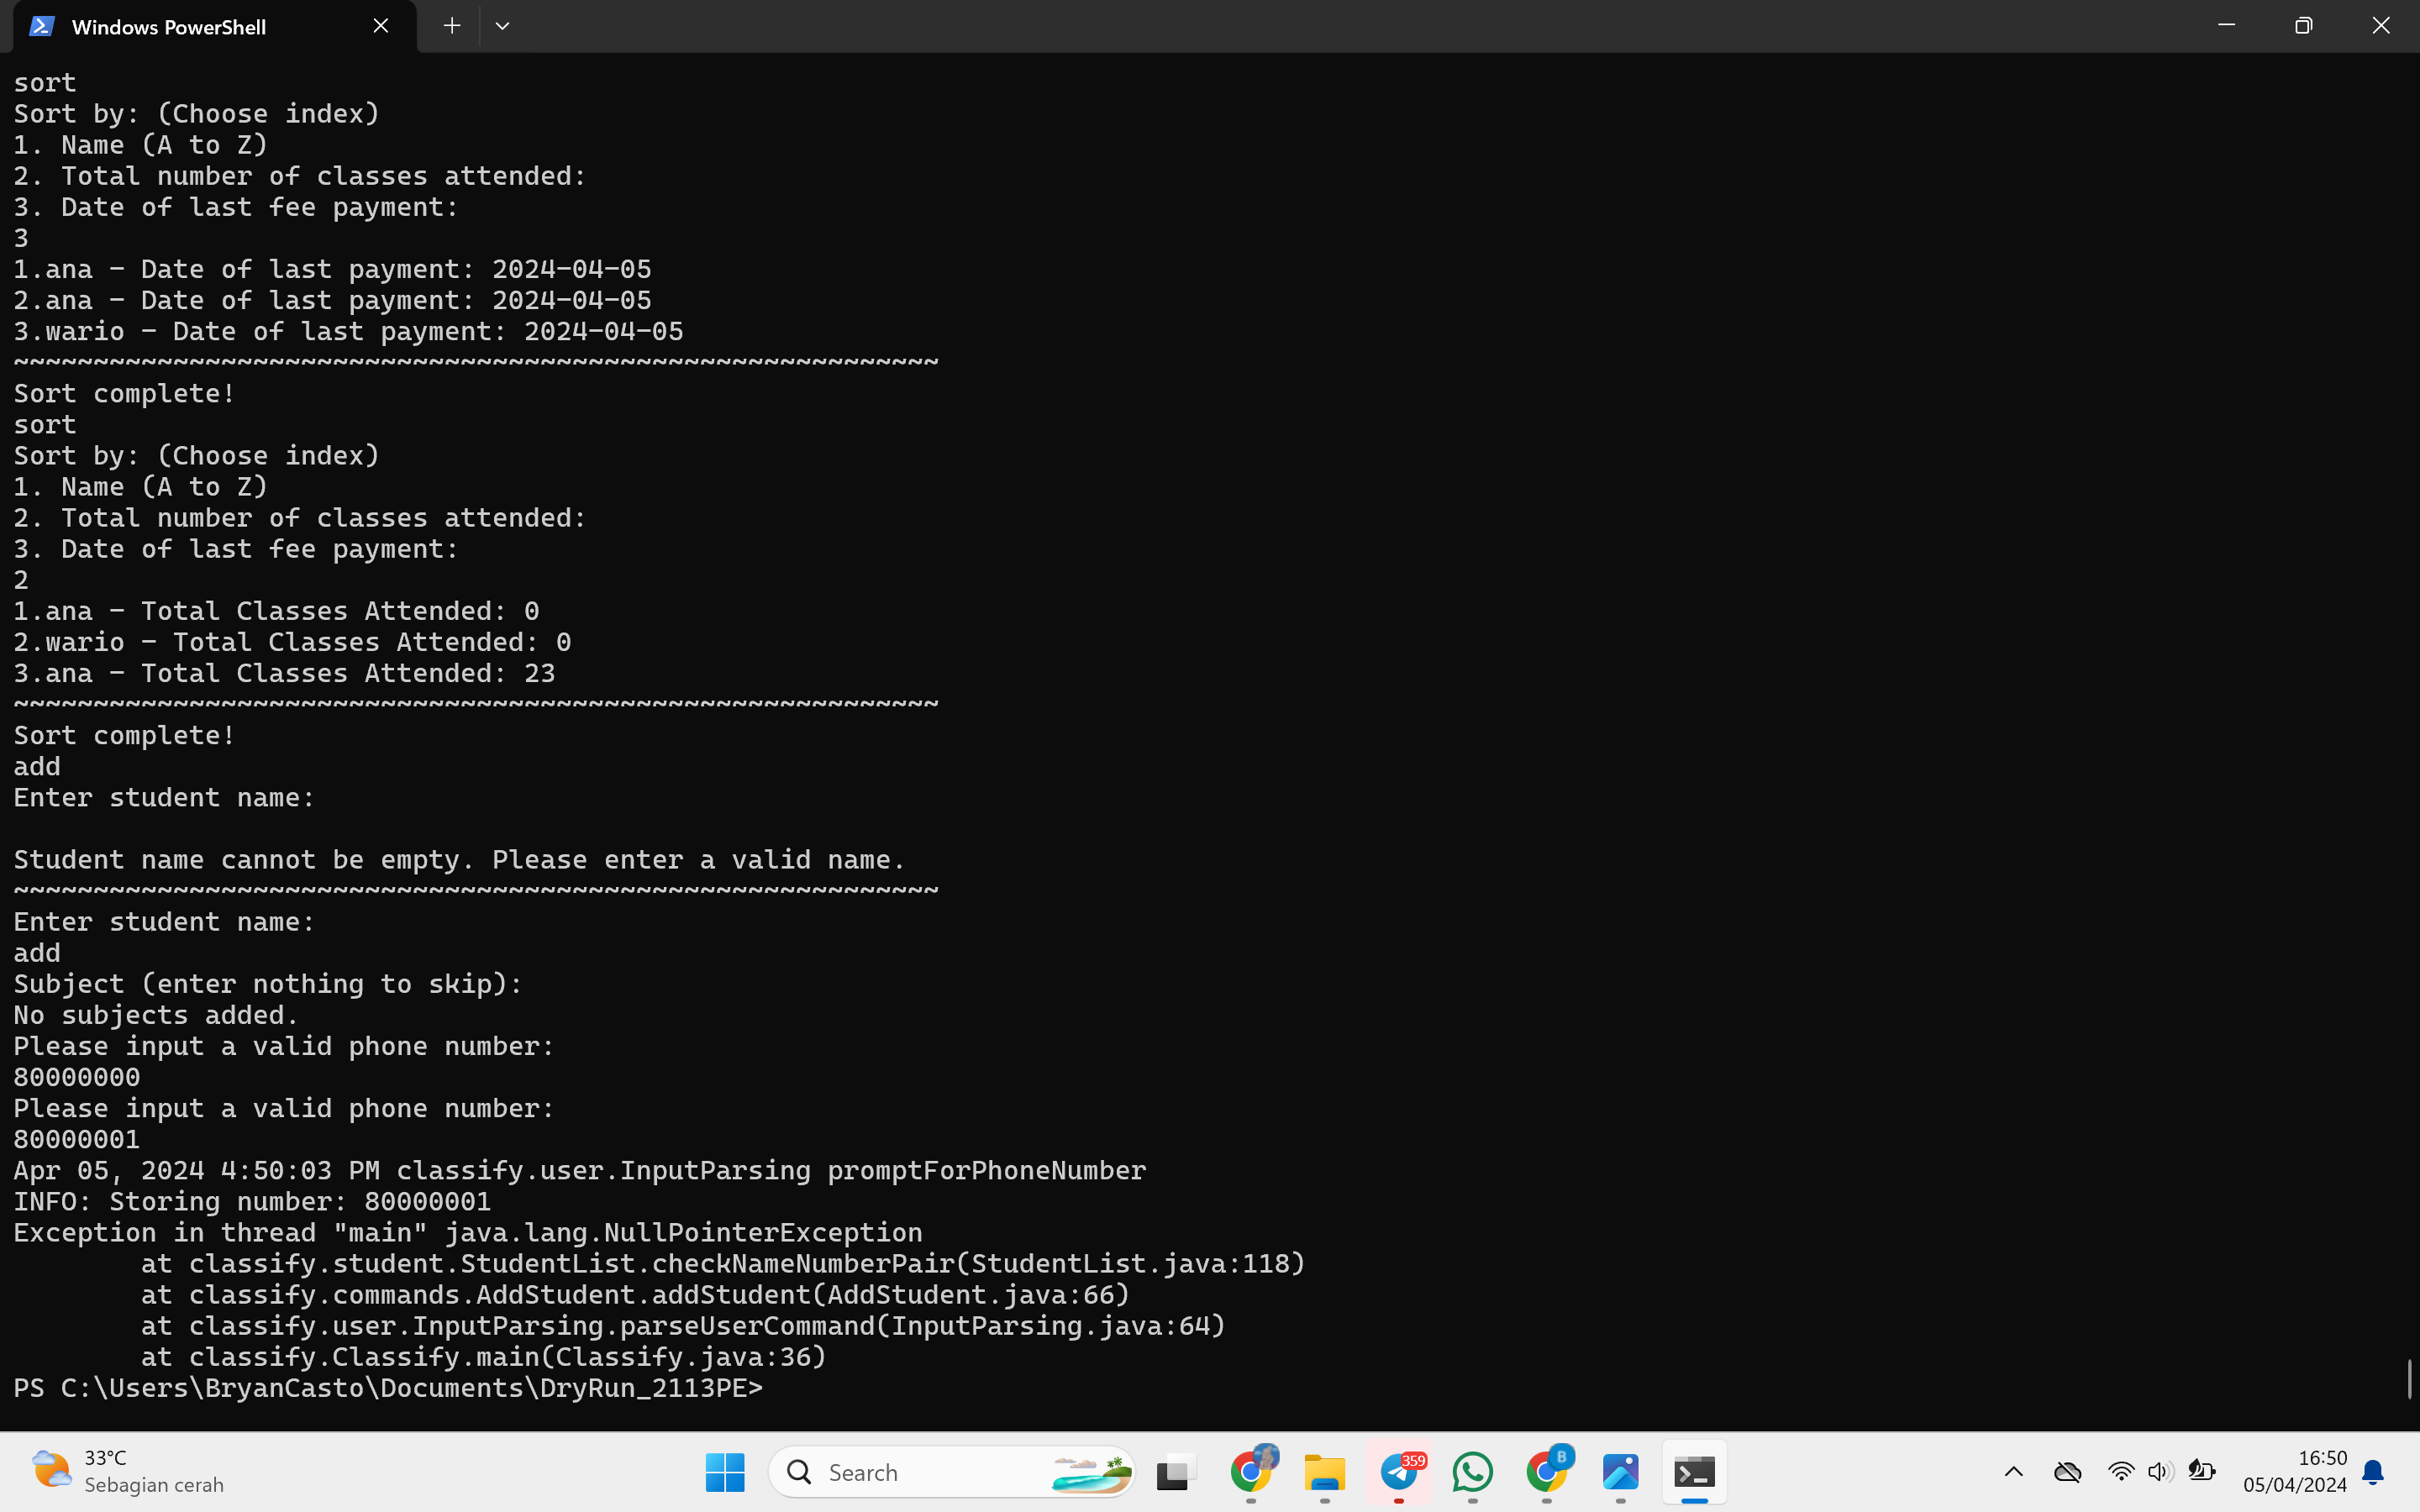 Windows PowerShell
sort
Sort by: (Choose index)
1. Name (A to Z)
2. Total number of classes attended:
3. Date of last fee payment:
3
1.ana - Date of last payment: 2024-04-05
2.ana - Date of last payment: 2024-04-05
3.wario - Date of last payment: 2024-04-05
~~~~~~~~~~~~~~~~~~~~~~~~~~~~~~~~~~~~~~~~~~~~~~~~~~~~~~~~~~
Sort complete!
sort
Sort by: (Choose index)
1. Name (A to Z)
2. Total number of classes attended:
3. Date of last fee payment:
2
1.ana - Total Classes Attended: 0
2.wario - Total Classes Attended: 0
3.ana - Total Classes Attended: 23
~~~~~~~~~~~~~~~~~~~~~~~~~~~~~~~~~~~~~~~~~~~~~~~~~~~~~~~~~~
Sort complete!
add
Enter student name:
Student name cannot be empty. Please enter a valid name.
~~~~~~~~~~~~~~~~~~~~~~~~~~~~~~~~~~~~~~~~~~~~~~~~~~~~~~~~~~
Enter student name:
add
Subject (enter nothing to skip):
No subjects added.
Please input a valid phone number:
80000000
Please input a valid phone number:
80000001
Apr 05, 2024 4:50:03 PM classify.user.InputParsing promptForPhoneNumber
INFO: Storing number: 80000001
Exception in thread "main" java.lang.NullPointerException
at classify.student.StudentList.checkNameNumberPair(StudentList.java:118)
at classify.commands.AddStudent.addStudent(AddStudent.java:66)
at classify.user.InputParsing.parseUserCommand(InputParsing.java:64)
at classify.Classify.main(Classify.java:36)
PS C:\Users\BryanCasto\Documents\DryRun_2113PE>
33°C
Sebagian cerah
Search
359
B
16:50
05/04/2024